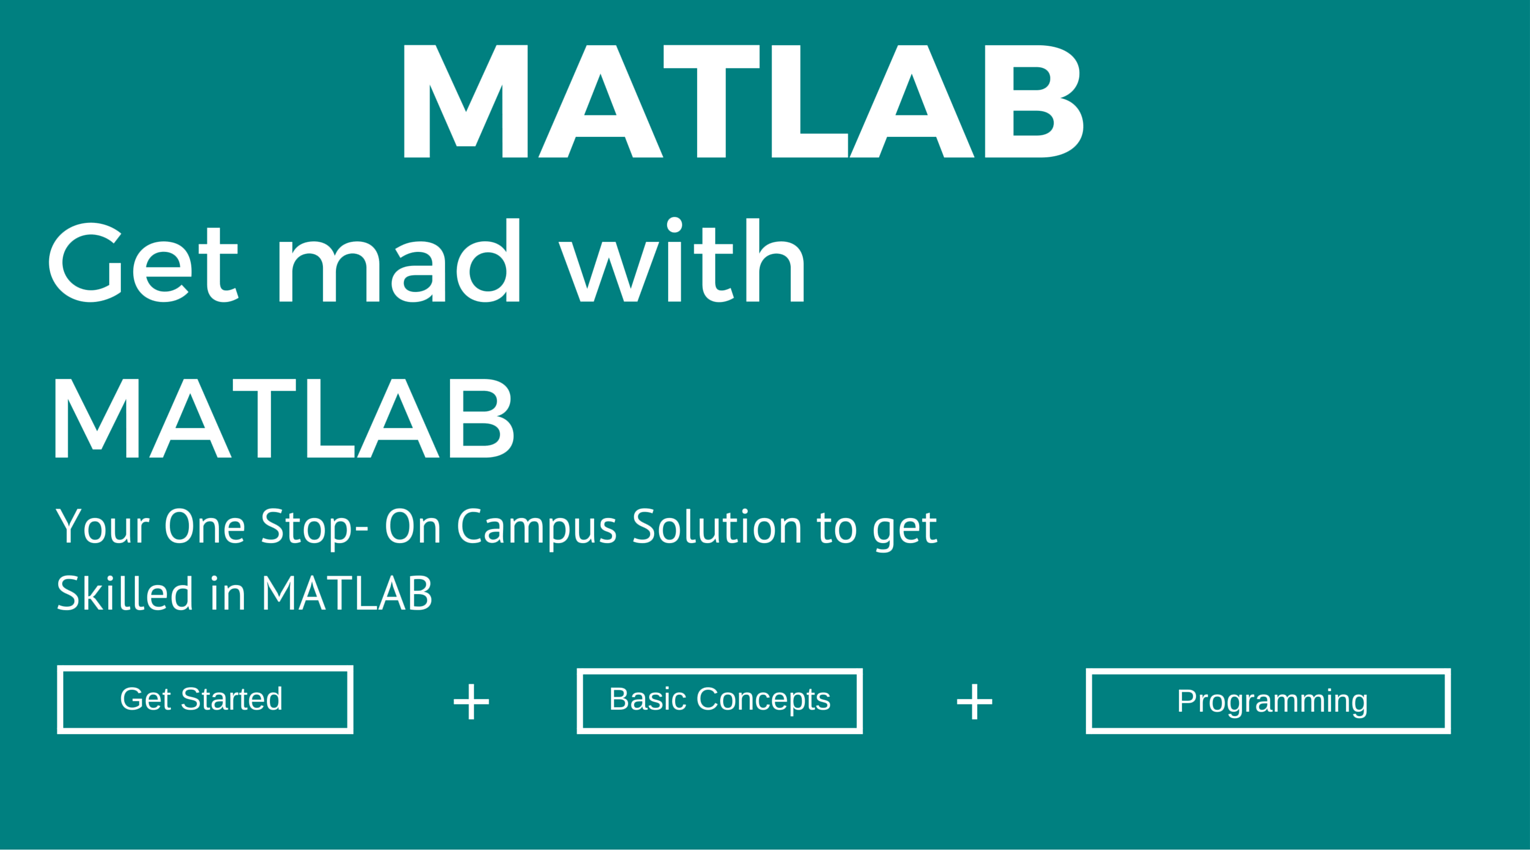 MATLAB
Get mad with
MATLAB
Your One Stop- On Campus Solution to get
Skilled in MATLAB
Get Started + Basic Concepts + Programming